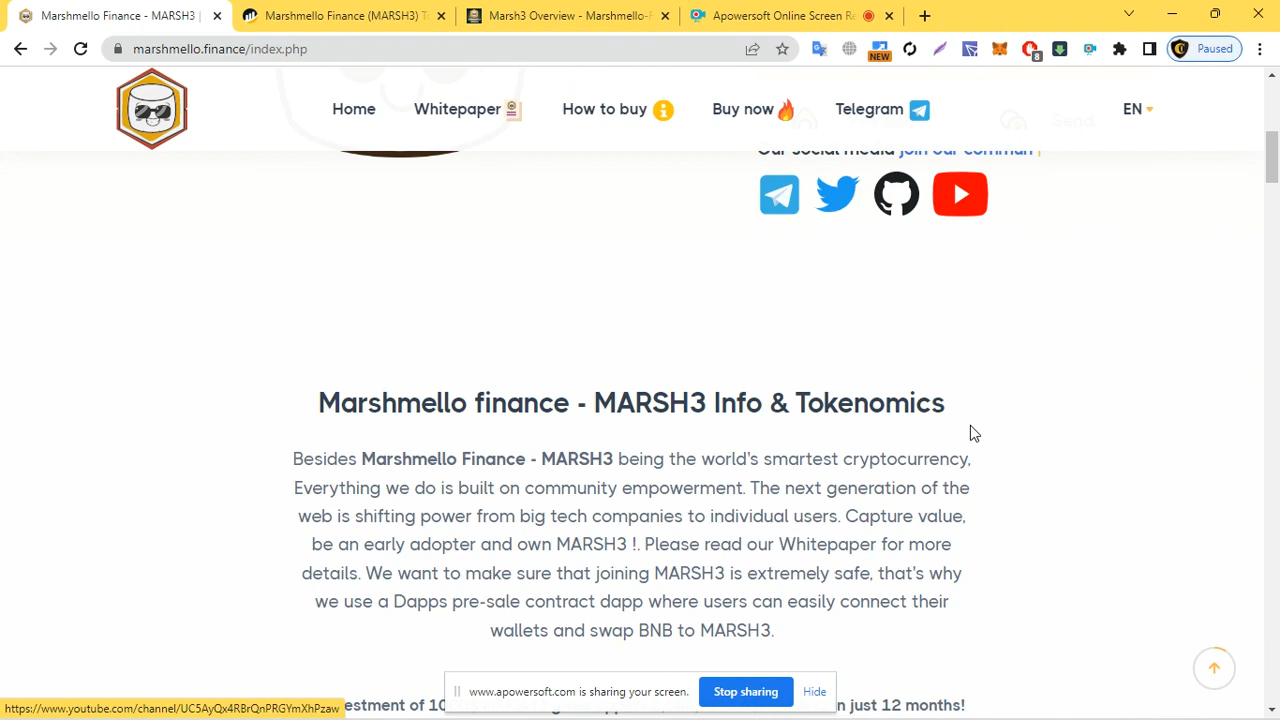 Marshmello Finance - MARSH3 |
Marshmello Finance (MARSH3) T
Marsh3 Overview - Marshmello-F
Apowersoft Online Screen Re
marshmello.finance/index.php
NEW
8
Paused
Home
Whitepaper
How to buy
Buy now
Telegram
EN
Send
Our social media join our commun
Marshmello finance - MARSH3 Info & Tokenomics
Besides Marshmello Finance - MARSH3 being the world's smartest cryptocurrency,
Everything we do is built on community empowerment. The next generation of the
web is shifting power from big tech companies to individual users. Capture value,
be an early adopter and own MARSH3 !. Please read our Whitepaper for more
details. We want to make sure that joining MARSH3 is extremely safe, that's why
we use a Dapps pre-sale contract dapp where users can easily connect their
wallets and swap BNB to MARSH3.
www.apowersoft.com is sharing your screen.
Stop sharing
Hide
https://www.youtube.com/channel/UC5AyQx4RBrQnPRGYmXhPzaw
estment of 10
n just 12 months!